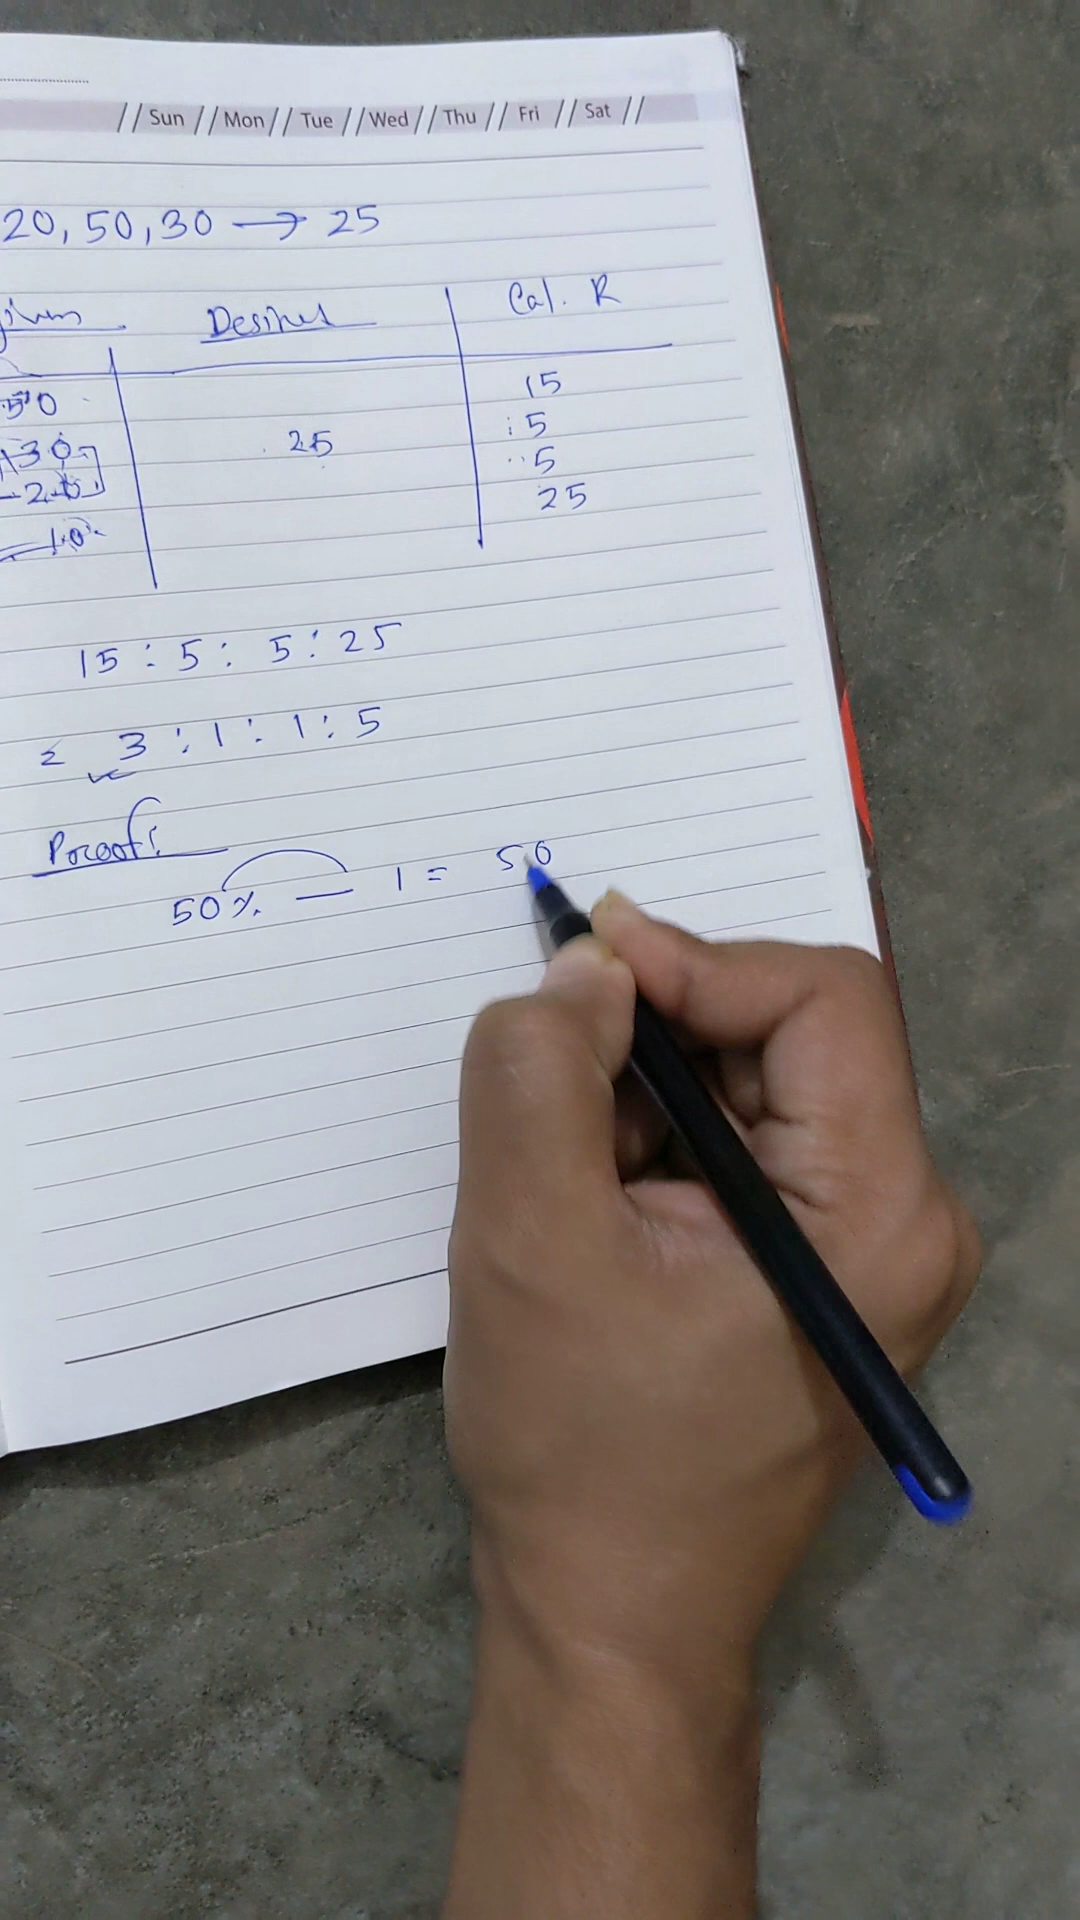 // Sun // Mon // Tue // Wed // Thu // Fri // Sat //
20, 50, 30 → 25
Desired Cal. R
50 15
30 25 : 5
20 5
10 25
15 : 5 : 5 : 25
3 : 1 : 1 : 5
Proof:
50% — 1 = 50